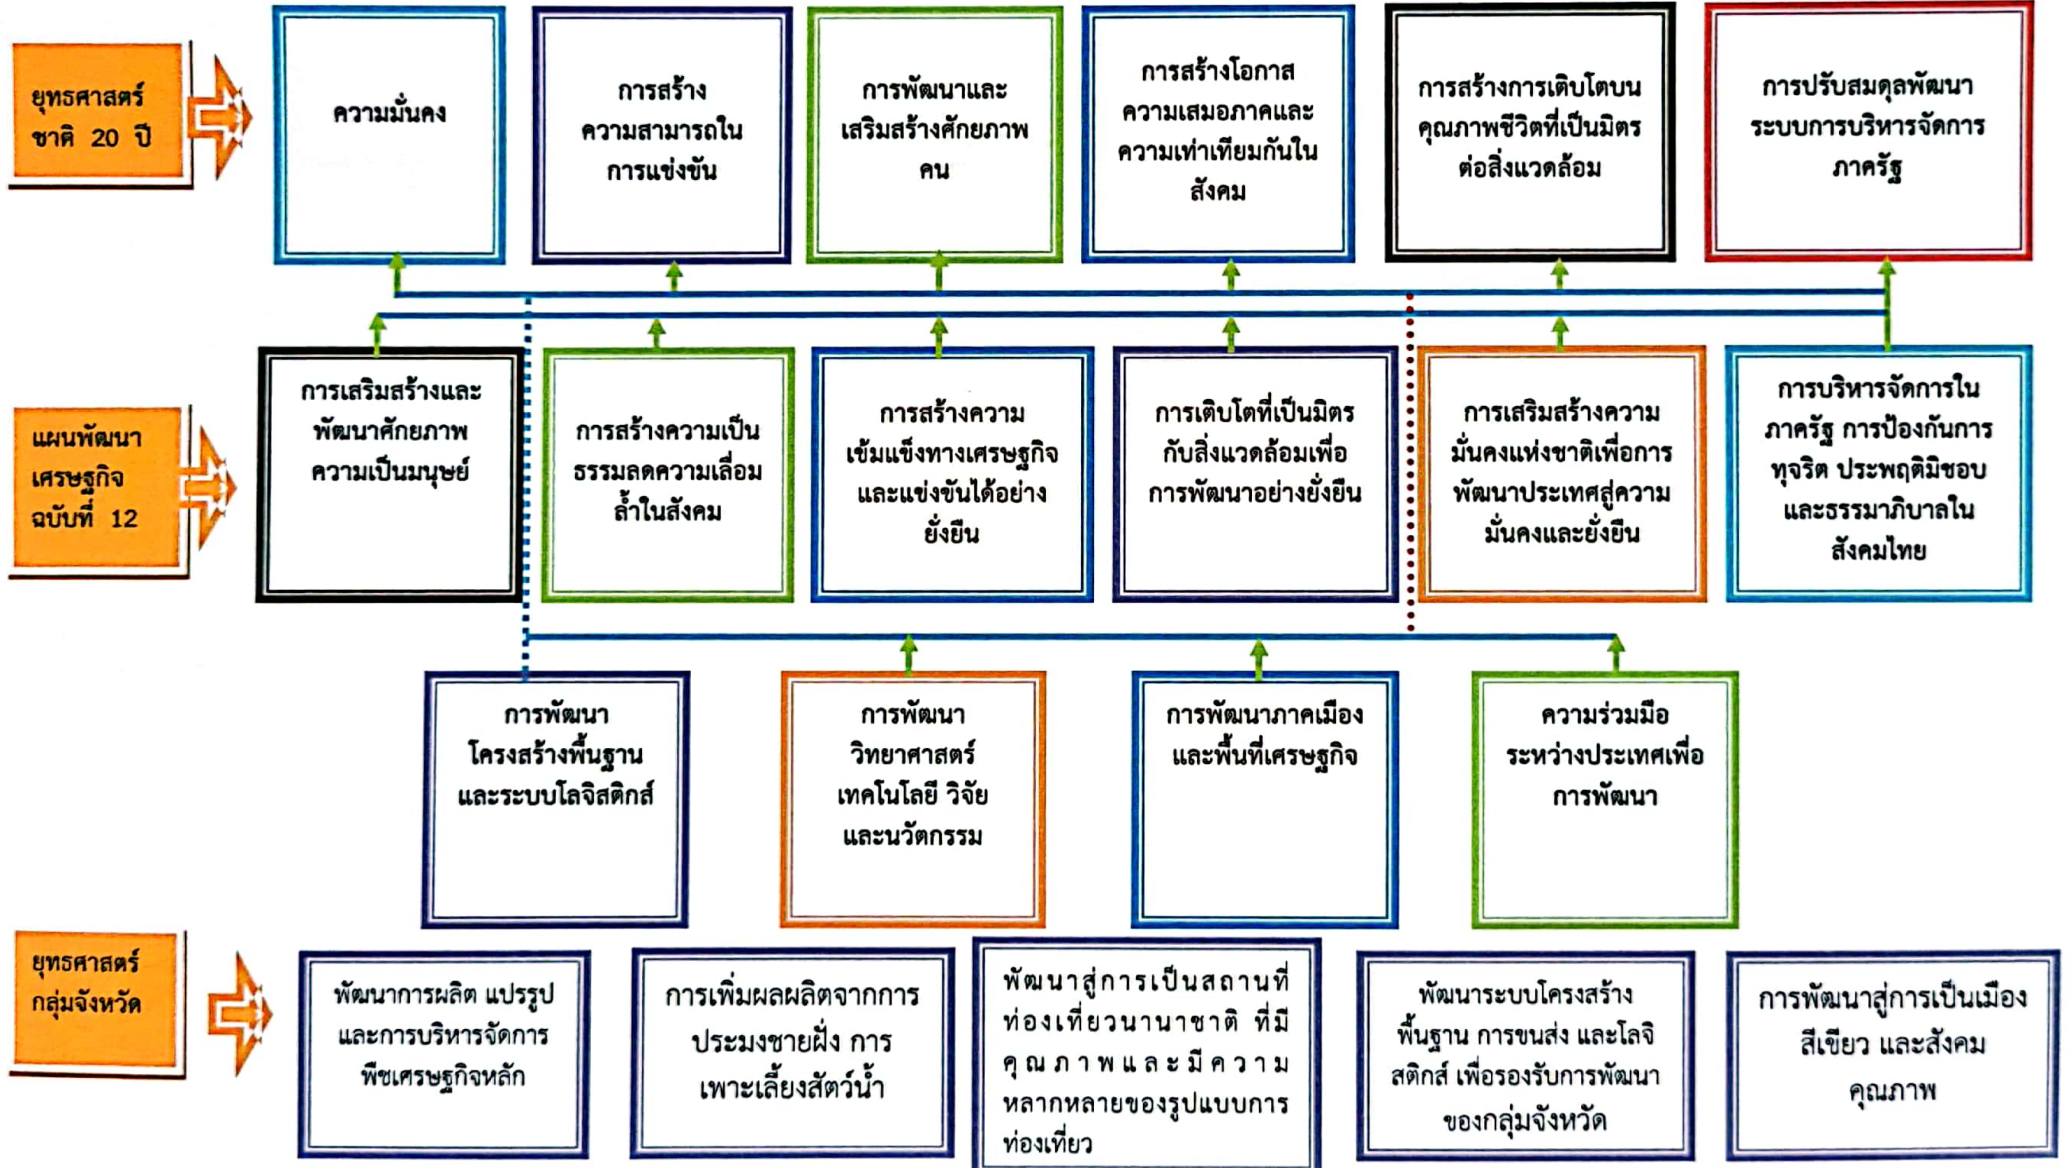 ยุทธศาสตร์
ชาติ 20 ปี
ความมั่นคง
การสร้าง
ความสามารถใน
การแข่งขัน
การพัฒนาและ
เสริมสร้างศักยภาพ
คน
การสร้างโอกาส
ความเสมอภาคและ
ความเท่าเทียมกันใน
สังคม
การสร้างการเติบโตบน
คุณภาพชีวิตที่เป็นมิตร
ต่อสิ่งแวดล้อม
การปรับสมดุลพัฒนา
ระบบการบริหารจัดการ
ภาครัฐ
แผนพัฒนา
เศรษฐกิจ
ฉบับที่ 12
การเสริมสร้างและ
พัฒนาศักยภาพ
ความเป็นมนุษย์
การสร้างความเป็น
ธรรมลดความเลื่อม
ล้ำในสังคม
การสร้างความ
เข้มแข็งทางเศรษฐกิจ
และแข่งขันได้อย่าง
ยั่งยืน
การเติบโตที่เป็นมิตร
กับสิ่งแวดล้อมเพื่อ
การพัฒนาอย่างยั่งยืน
การเสริมสร้างความ
มั่นคงแห่งชาติเพื่อการ
พัฒนาประเทศสู่ความ
มั่นคงและยั่งยืน
การบริหารจัดการใน
ภาครัฐ การป้องกันการ
ทุจริต ประพฤติมิชอบ
และธรรมาภิบาลใน
สังคมไทย
การพัฒนา
โครงสร้างพื้นฐาน
และระบบโลจิสติกส์
การพัฒนา
วิทยาศาสตร์
เทคโนโลยี วิจัย
และนวัตกรรม
การพัฒนาภาคเมือง
และพื้นที่เศรษฐกิจ
ความร่วมมือ
ระหว่างประเทศเพื่อ
การพัฒนา
ยุทธศาสตร์
กลุ่มจังหวัด
พัฒนาการผลิต แปรรูป
และการบริหารจัดการ
พืชเศรษฐกิจหลัก
การเพิ่มผลผลิตจากการ
ประมงชายฝั่ง การ
เพาะเลี้ยงสัตว์น้ำ
พัฒนาสู่การเป็นสถานที่
ท่องเที่ยวนานาชาติ ที่มี
คุณภาพและมีความ
หลากหลายของรูปแบบการ
ท่องเที่ยว
พัฒนาระบบโครงสร้าง
พื้นฐาน การขนส่ง และโลจิ
สติกส์ เพื่อรองรับการพัฒนา
ของกลุ่มจังหวัด
การพัฒนาสู่การเป็นเมือง
สีเขียว และสังคม
คุณภาพ